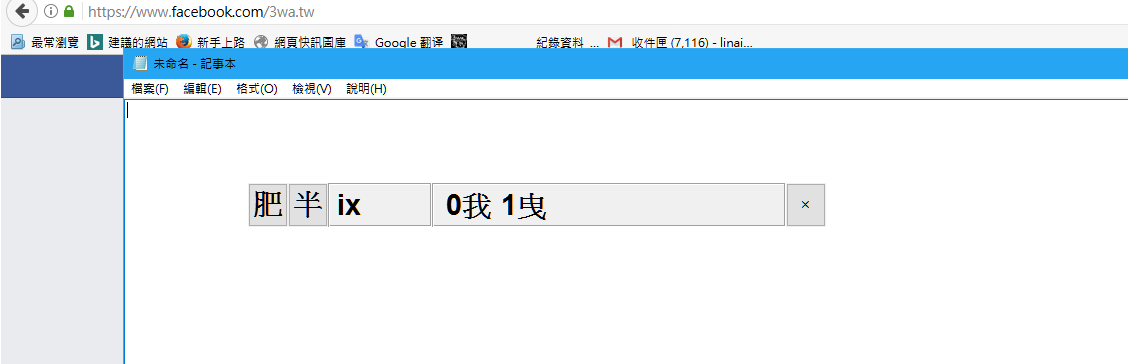 https://www.facebook.com/3wa.tw
最常瀏覽 建議的網站 新手上路 網頁快訊圖庫 Google 翻译 紀錄資料 ... 收件匣 (7,116) - linai...
未命名 - 記事本
檔案(F) 編輯(E) 格式(O) 檢視(V) 說明(H)
肥 半 ix 0我 1曳 ×